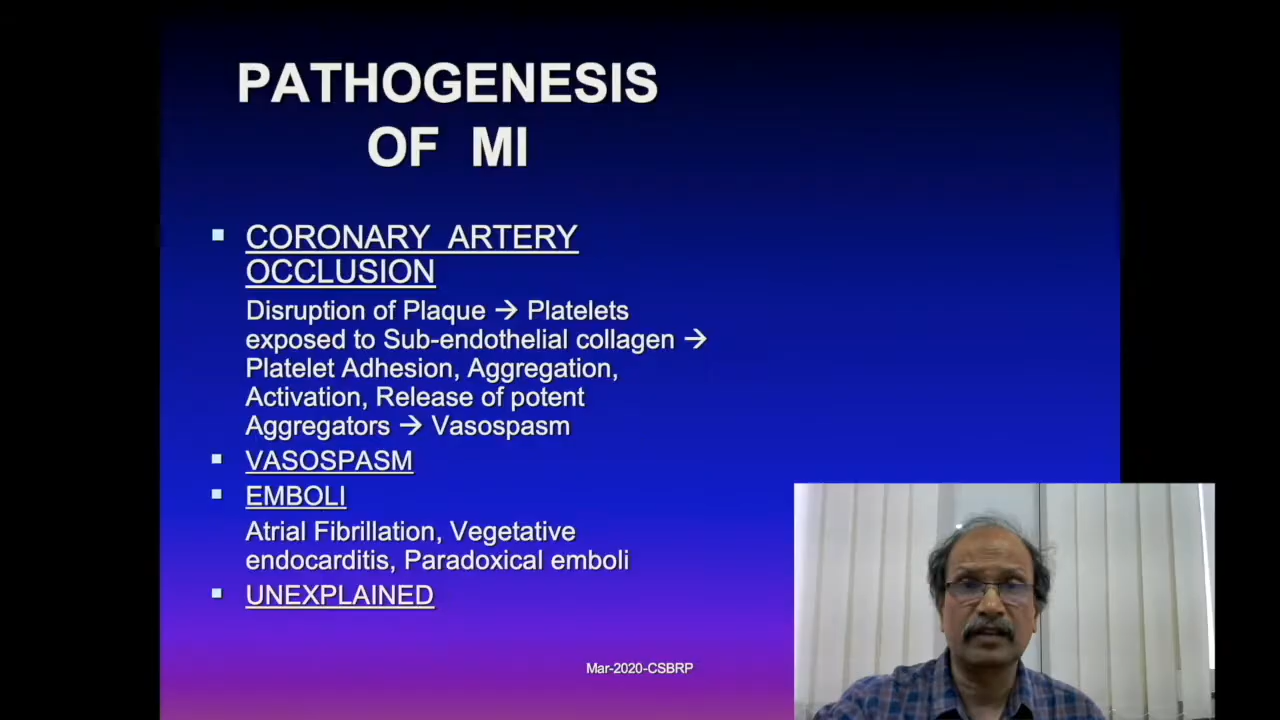 PATHOGENESIS
OF MI
CORONARY ARTERY
OCCLUSION
Disruption of Plaque → Platelets
exposed to Sub-endothelial collagen →
Platelet Adhesion, Aggregation,
Activation, Release of potent
Aggregators → Vasospasm
VASOSPASM
EMBOLI
Atrial Fibrillation, Vegetative
endocarditis, Paradoxical emboli
UNEXPLAINED
Mar-2020-CSBRP